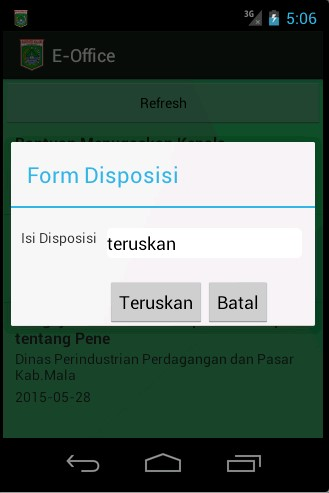 3G 5:06
E-Office
Refresh
Form Disposisi
Isi Disposisi teruskan
Teruskan Batal
tentang Pene
Dinas Perindustrian Perdagangan dan Pasar
Kab.Mala
2015-05-28